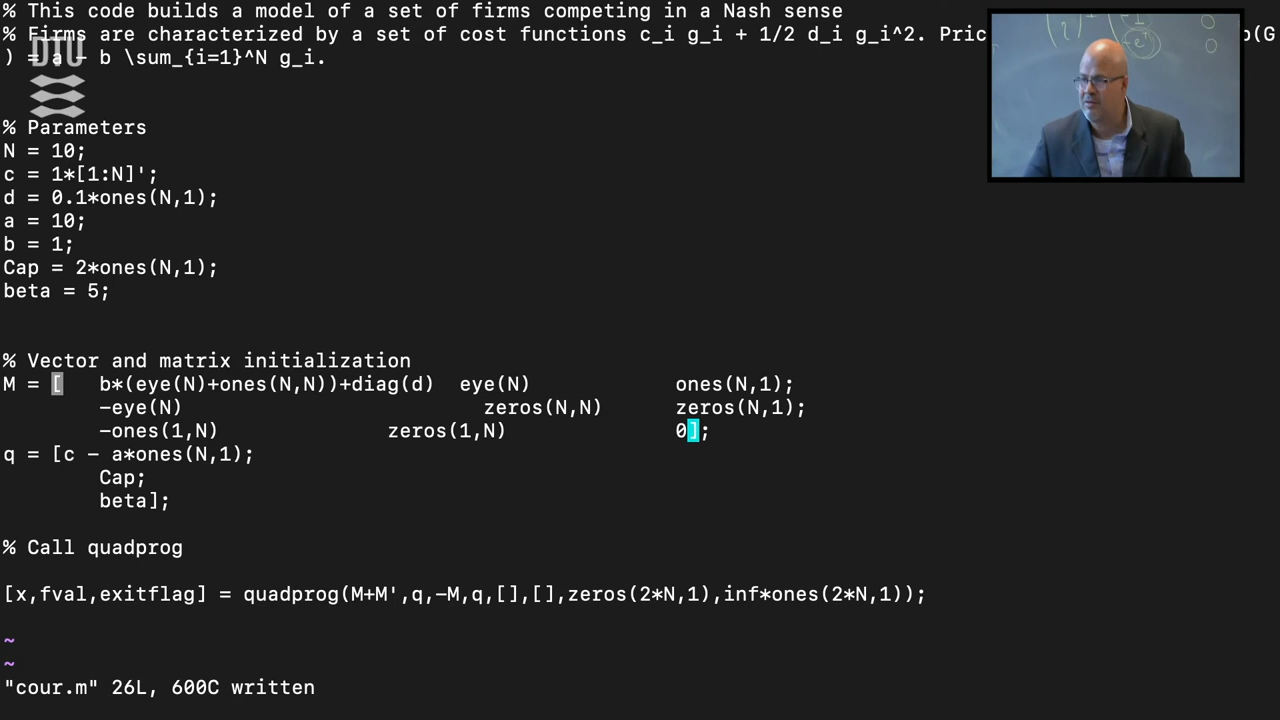 % This code builds a model of a set of firms competing in a Nash sense
% Firms are characterized by a set of cost functions c_i g_i + 1/2 d_i g_i^2. Pric p(G
) = a - b \sum_{i=1}^N g_i.
DTU
% Parameters
N = 10;
c = 1*[1:N]';
d = 0.1*ones(N,1);
a = 10;
b = 1;
Cap = 2*ones(N,1);
beta = 5;
% Vector and matrix initialization
M = [ b*(eye(N)+ones(N,N))+diag(d) eye(N) ones(N,1);
-eye(N) zeros(N,N) zeros(N,1);
-ones(1,N) zeros(1,N) 0];
q = [c - a*ones(N,1);
Cap;
beta];
% Call quadprog
[x,fval,exitflag] = quadprog(M+M',q,-M,q,[],[],zeros(2*N,1),inf*ones(2*N,1));
~
~
"cour.m" 26L, 600C written